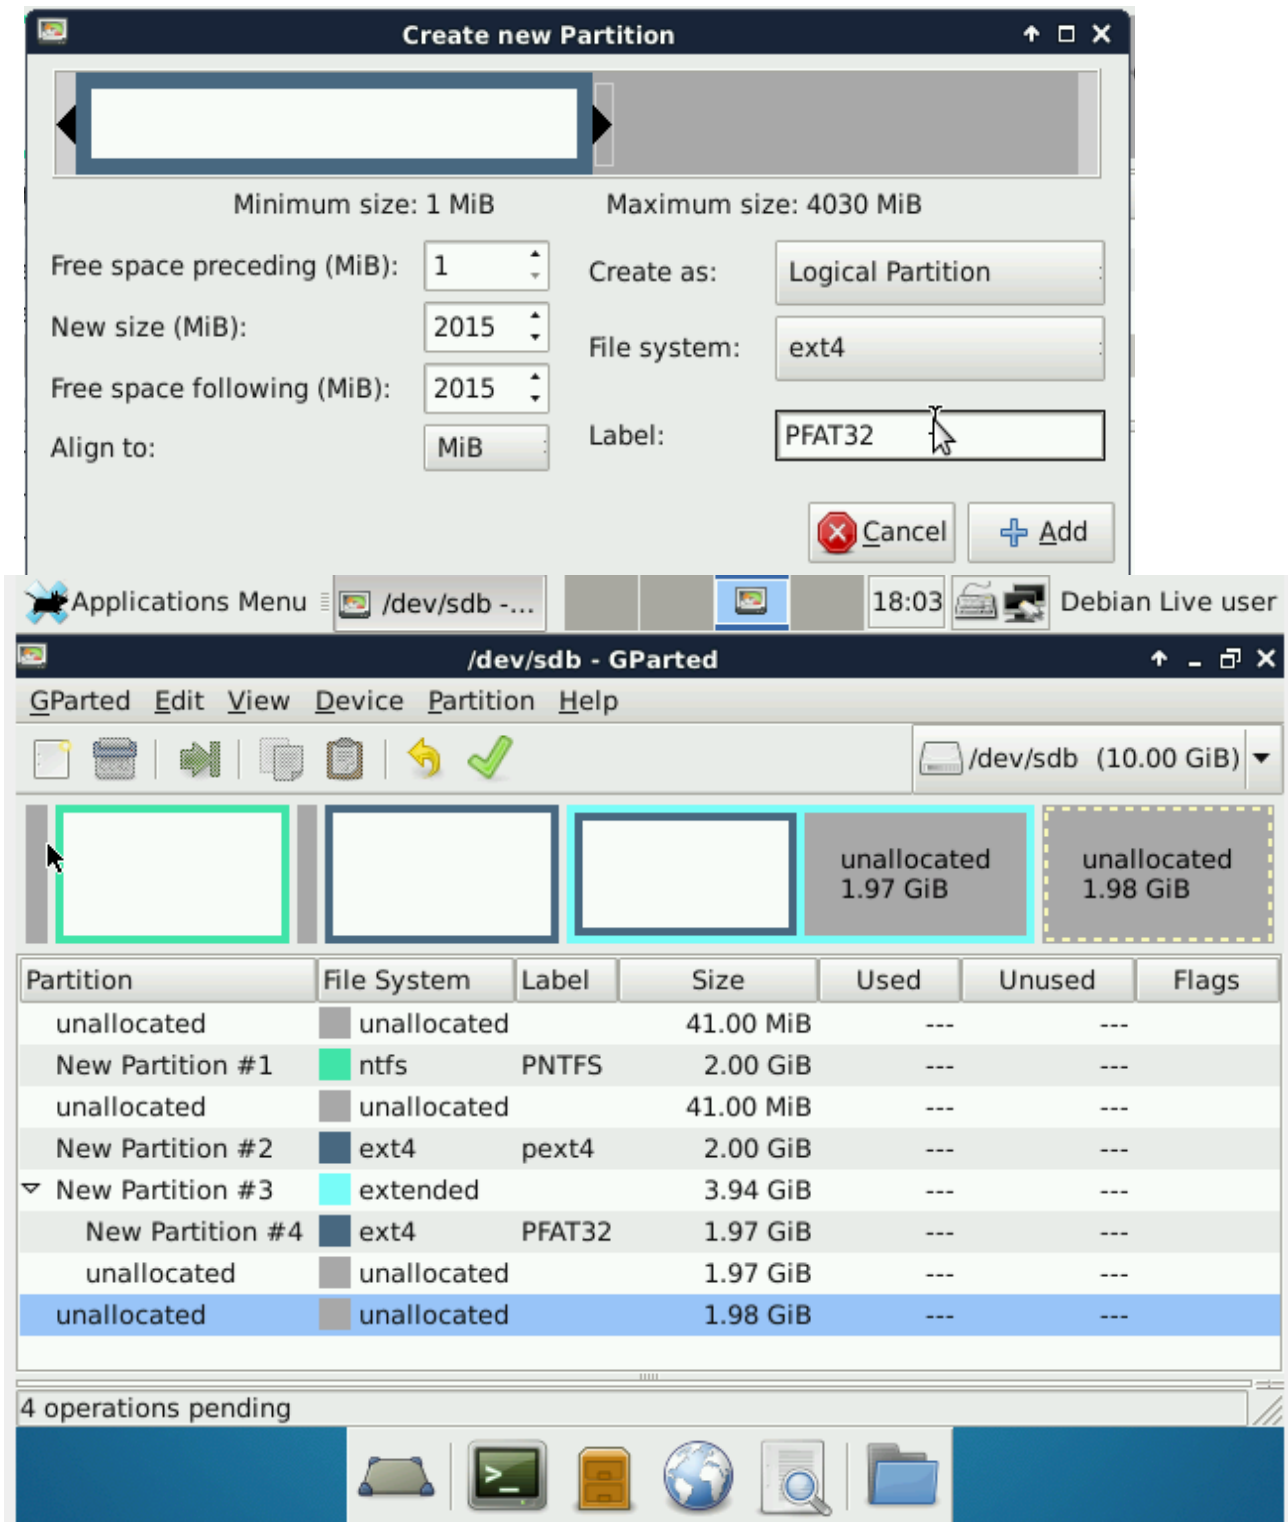 Create new Partition
Minimum size: 1 MiB Maximum size: 4030 MiB
Free space preceding (MiB): 1 Create as: Logical Partition
New size (MiB): 2015 File system: ext4
Free space following (MiB): 2015
Align to: MiB Label: PFAT32
Cancel Add
Applications Menu /dev/sdb -... 18:03 Debian Live user
/dev/sdb - GParted
GParted Edit View Device Partition Help
/dev/sdb (10.00 GiB)
unallocated unallocated
1.97 GiB 1.98 GiB
Partition File System Label Size Used Unused Flags
unallocated unallocated 41.00 MiB --- ---
New Partition #1 ntfs PNTFS 2.00 GiB --- ---
unallocated unallocated 41.00 MiB --- ---
New Partition #2 ext4 pext4 2.00 GiB --- ---
New Partition #3 extended 3.94 GiB --- ---
New Partition #4 ext4 PFAT32 1.97 GiB --- ---
unallocated unallocated 1.97 GiB --- ---
unallocated unallocated 1.98 GiB --- ---
4 operations pending